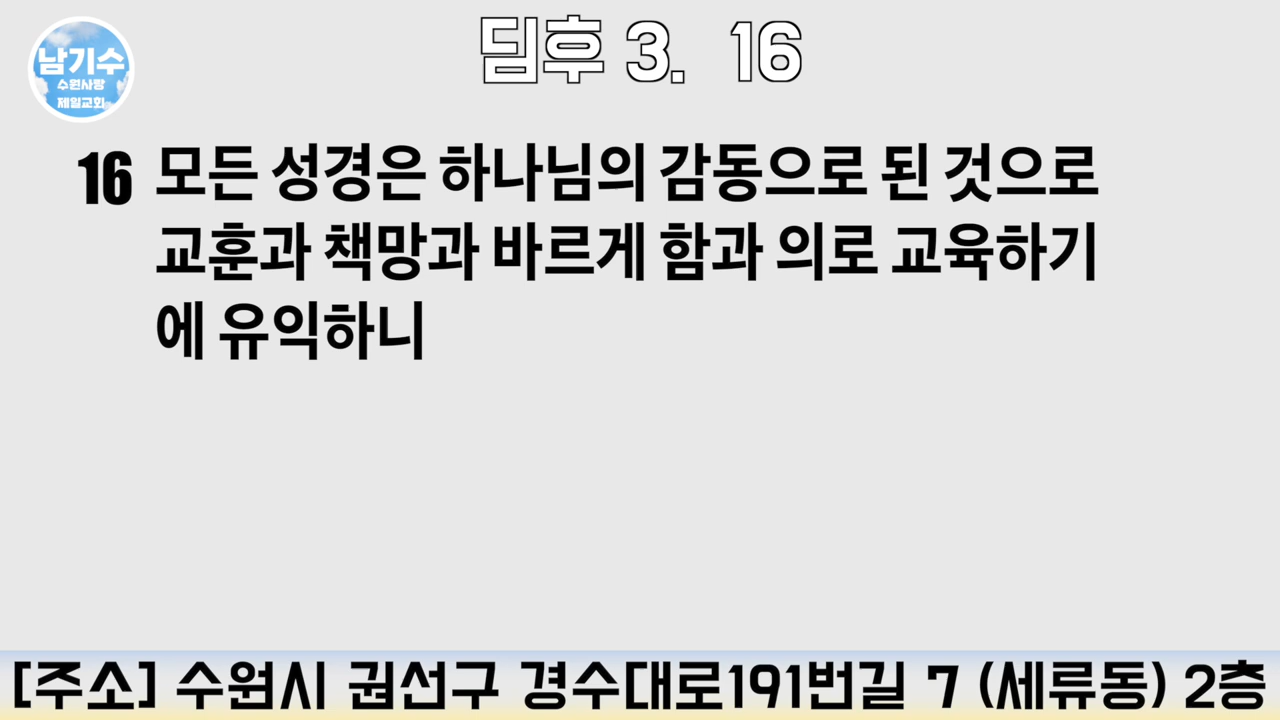 남기수
수원사랑
제일교회
딤후 3. 16
16 모든 성경은 하나님의 감동으로 된 것으로
교훈과 책망과 바르게 함과 의로 교육하기
에 유익하니
[주소] 수원시 권선구 경수대로191번길 7 (세류동) 2층